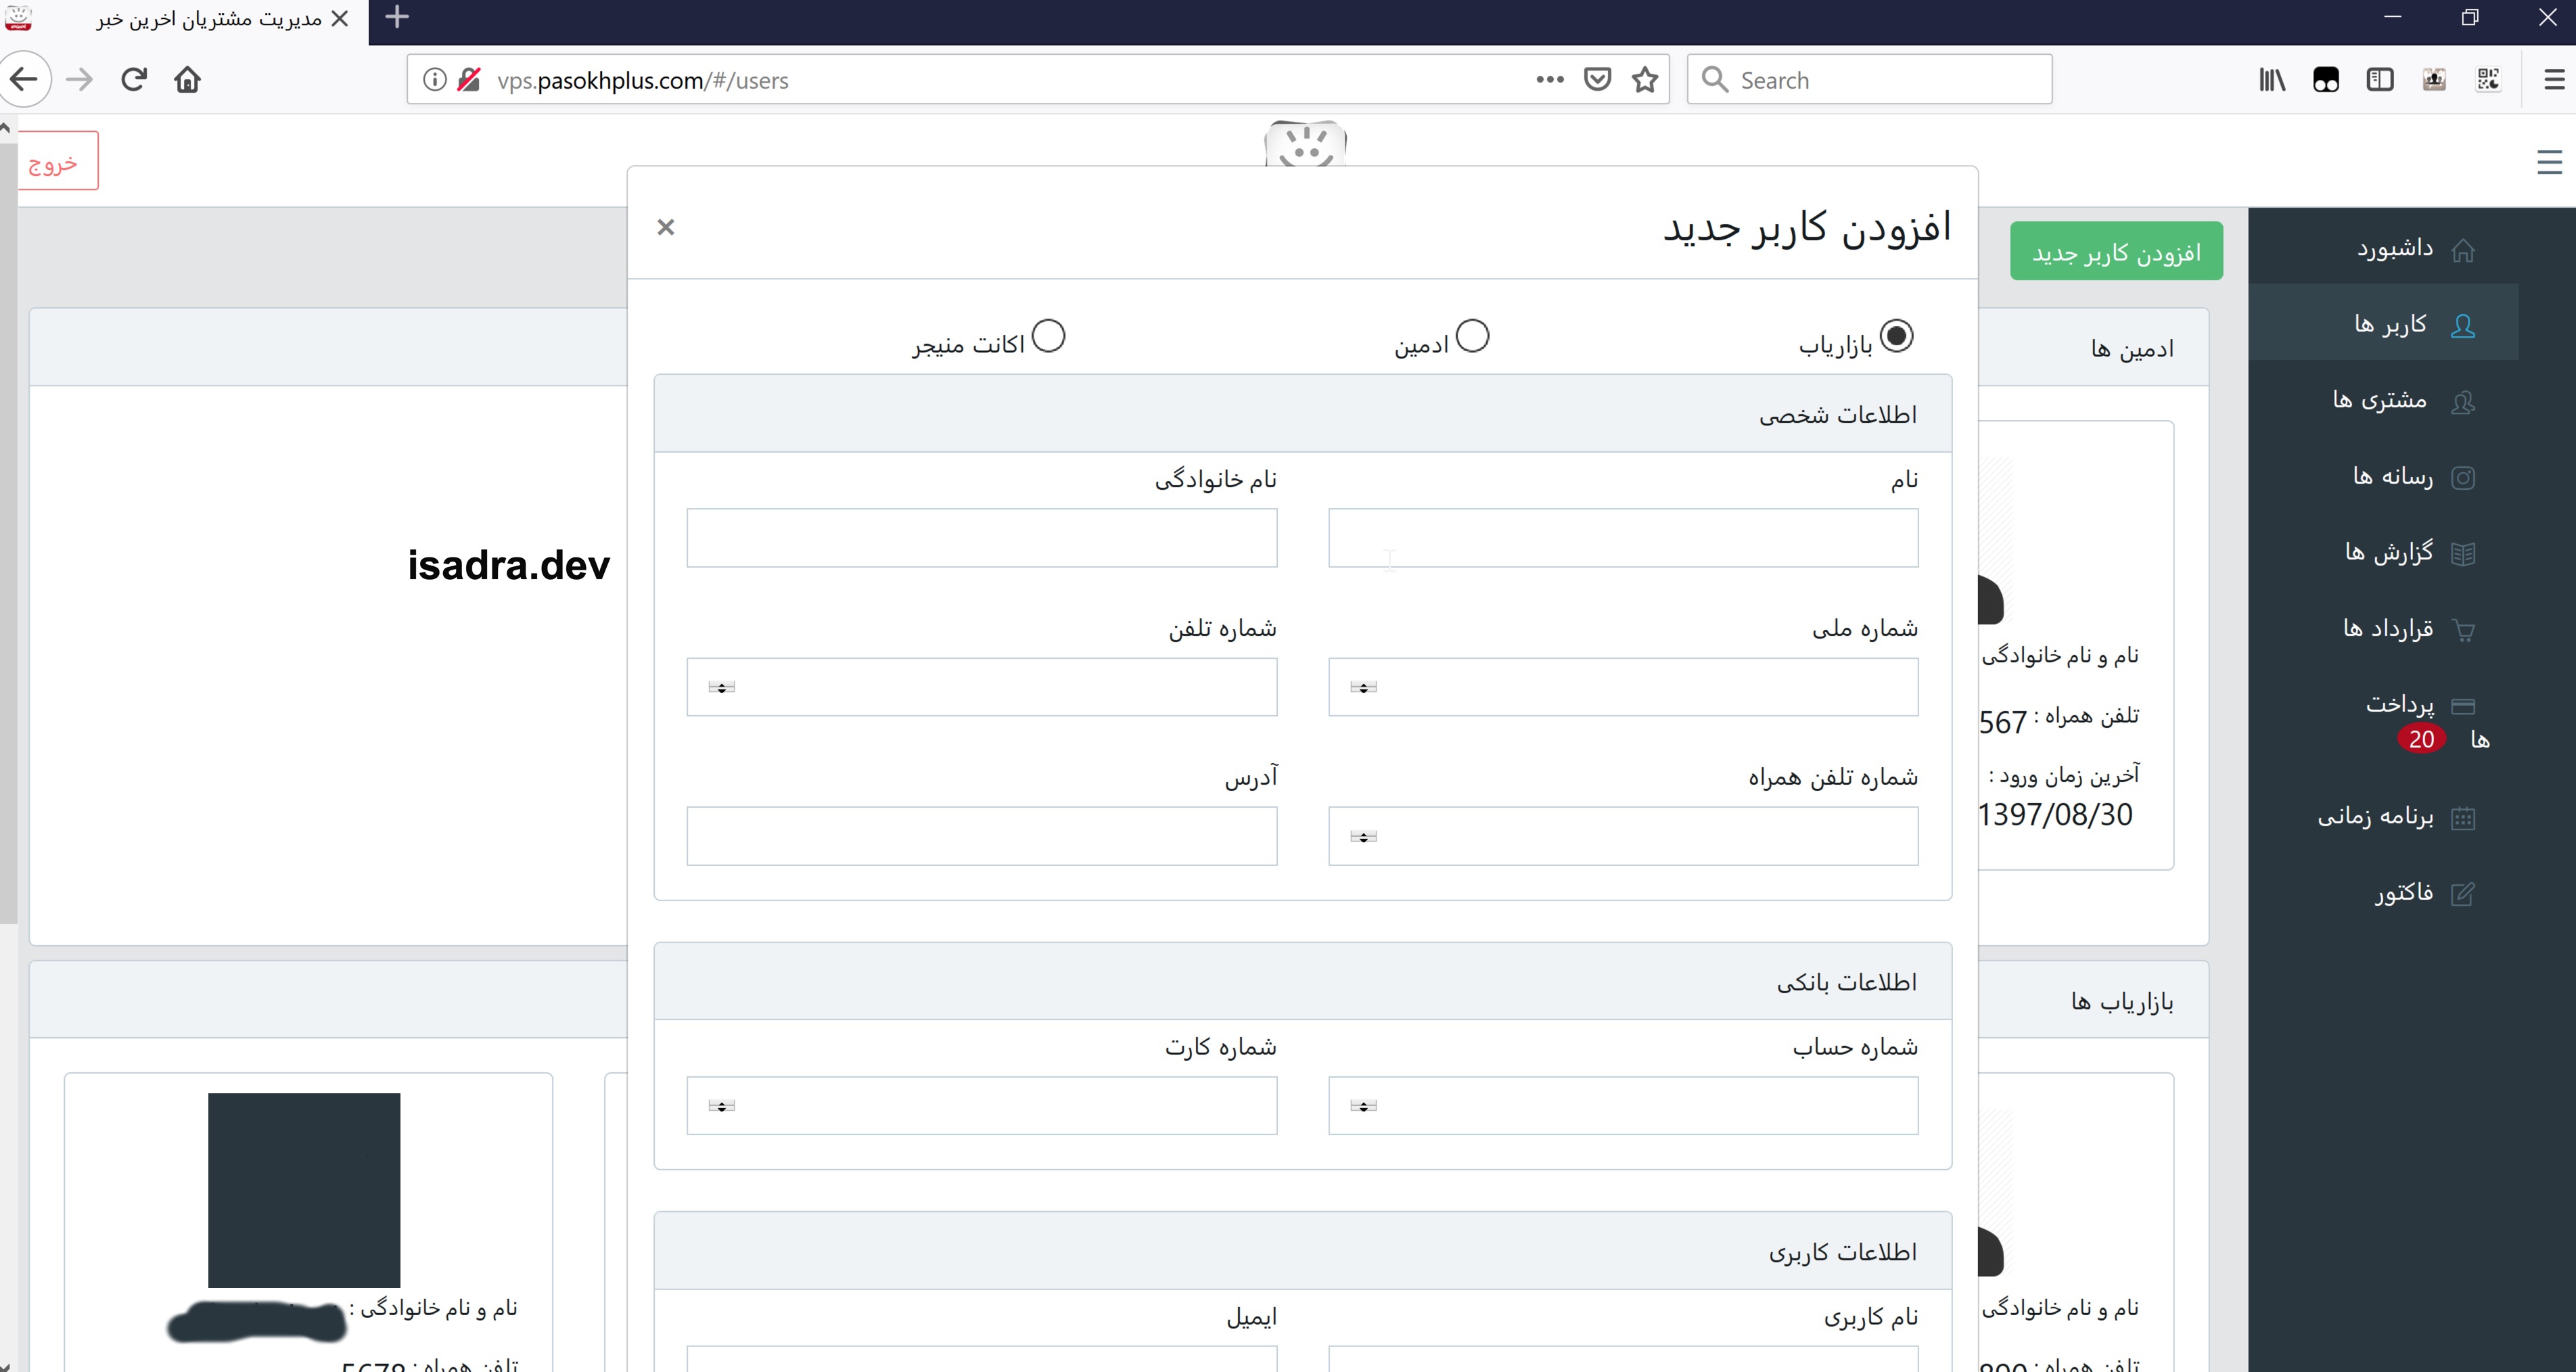 مدیریت مشتریان اخرین خبر
vps.pasokhplus.com/#/users
Search
خروج
افزودن کاربر جدید
داشبورد
کاربر ها
مشتری ها
رسانه ها
گزارش ها
قرارداد ها
پرداخت
ها 20
برنامه زمانی
فاکتور
افزودن کاربر جدید
بازاریاب
ادمین
اکانت منیجر
اطلاعات شخصی
نام
نام خانوادگی
شماره ملی
شماره تلفن
شماره تلفن همراه
آدرس
اطلاعات بانکی
شماره حساب
شماره کارت
اطلاعات کاربری
نام کاربری
ایمیل
ادمین ها
نام و نام خانوادگی
تلفن همراه : 567
آخرین زمان ورود :
1397/08/30
بازاریاب ها
نام و نام خانوادگی
تلفن همراه :
isadra.dev
نام و نام خانوادگی :
تلفن همراه : 5678